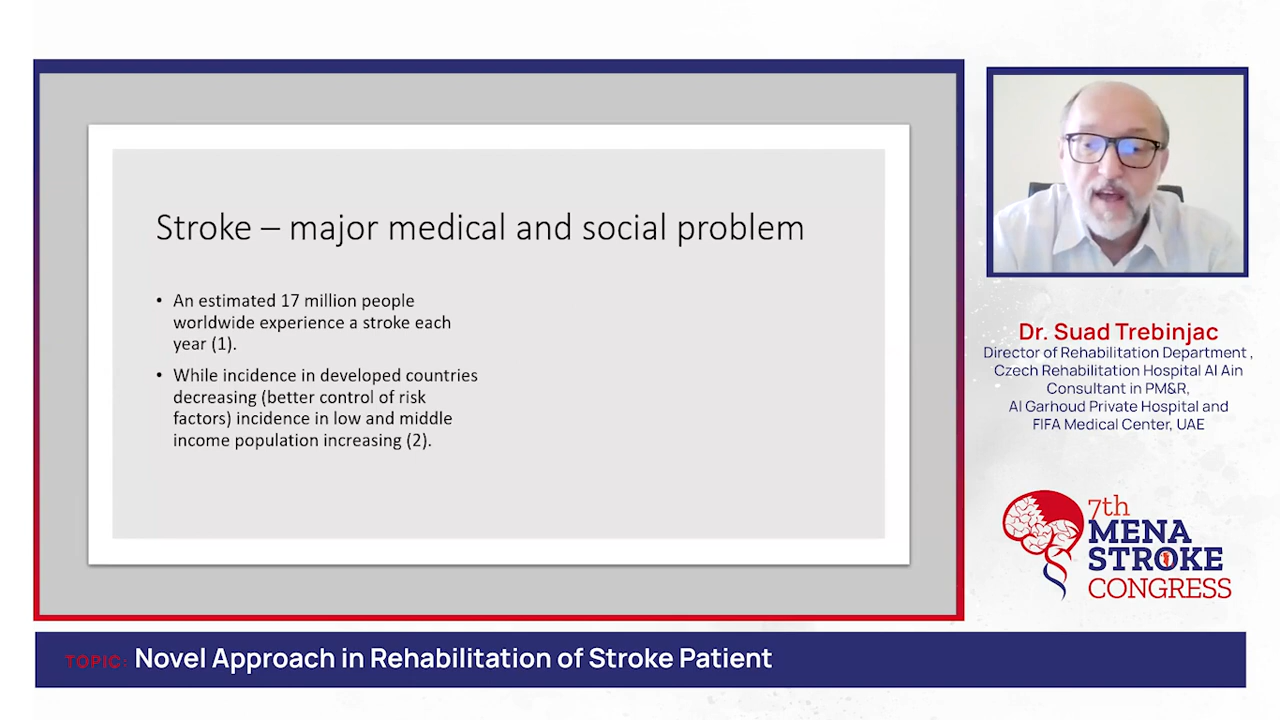 Stroke – major medical and social problem
• An estimated 17 million people
worldwide experience a stroke each
year (1).
• While incidence in developed countries
decreasing (better control of risk
factors) incidence in low and middle
income population increasing (2).
Dr. Suad Trebinjac
Director of Rehabilitation Department ,
Czech Rehabilitation Hospital Al Ain
Consultant in PM&R,
Al Garhoud Private Hospital and
FIFA Medical Center, UAE
7th
MENA
STROKE
CONGRESS
TOPIC: Novel Approach in Rehabilitation of Stroke Patient